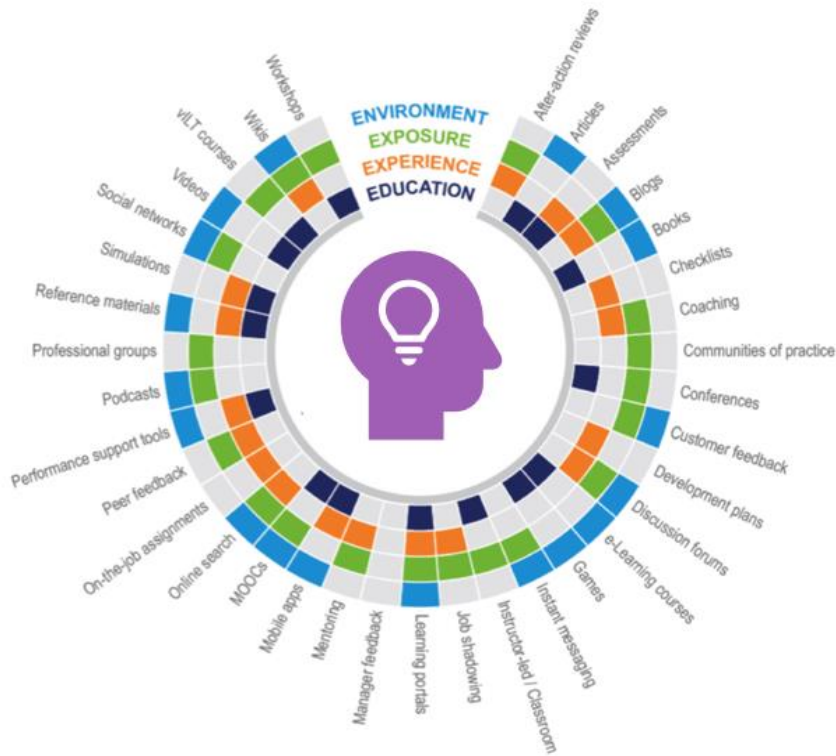 ENVIRONMENT
EXPOSURE
EXPERIENCE
EDUCATION
After-action reviews
Articles
Assessments
Blogs
Books
Checklists
Coaching
Communities of practice
Conferences
Customer feedback
Development plans
Discussion forums
e-Learning courses
Games
Instant messaging
Instructor-led / Classroom
Job shadowing
Learning portals
Manager feedback
Mentoring
Mobile apps
MOOCs
Online search
On-the-job assignments
Peer feedback
Performance support tools
Podcasts
Professional groups
Reference materials
Simulations
Social networks
Videos
vILT courses
Wikis
Workshops